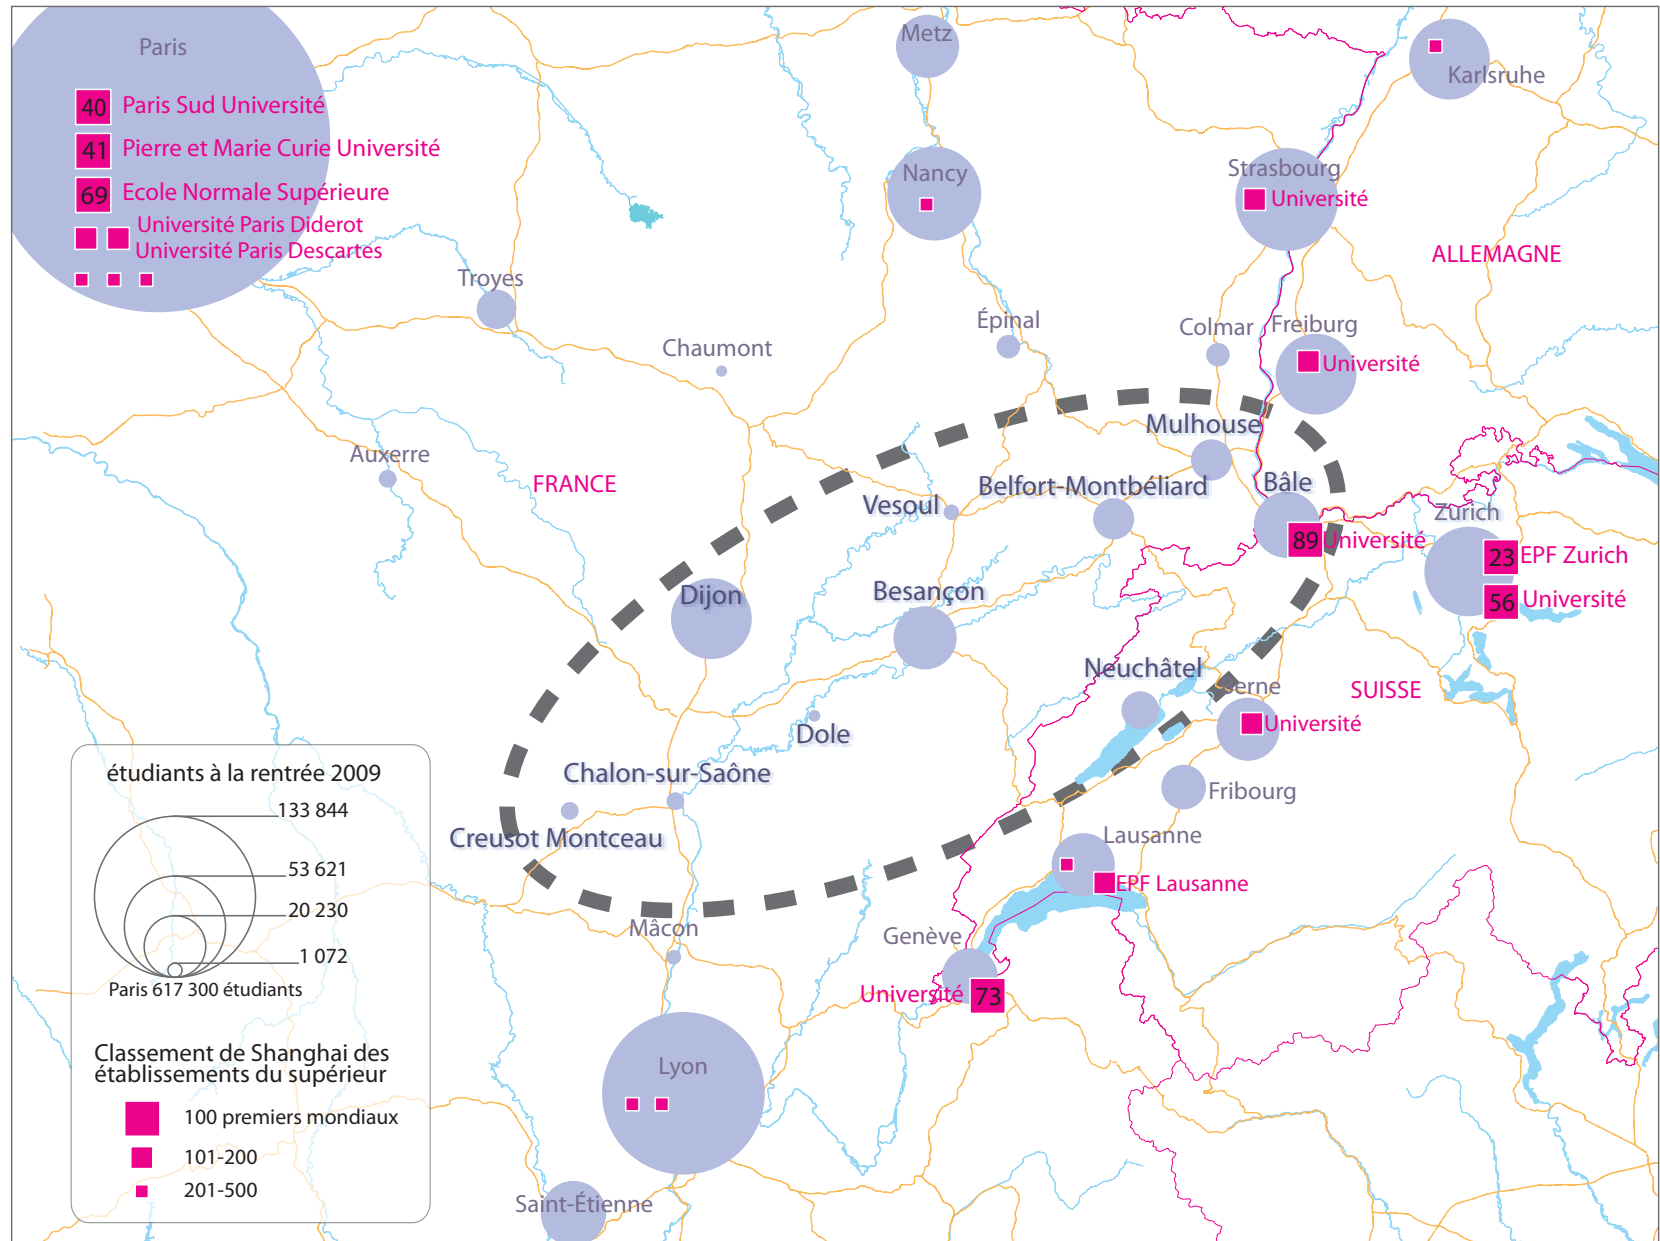 Paris
40 Paris Sud Université
41 Pierre et Marie Curie Université
69 Ecole Normale Supérieure
Université Paris Diderot
Université Paris Descartes
Metz
Karlsruhe
Nancy
Strasbourg
Université
ALLEMAGNE
Troyes
Épinal
Colmar
Freiburg
Université
Chaumont
Auxerre
FRANCE
Mulhouse
Vesoul
Belfort-Montbéliard
Bâle
89 Université
Zurich
23 EPF Zurich
56 Université
Dijon
Besançon
Neuchâtel
Berne
Université
SUISSE
Dole
Chalon-sur-Saône
Creusot Montceau
Fribourg
Lausanne
EPF Lausanne
Mâcon
Genève
Université 73
Lyon
Saint-Étienne
étudiants à la rentrée 2009
133 844
53 621
20 230
1 072
Paris 617 300 étudiants
Classement de Shanghai des
établissements du supérieur
100 premiers mondiaux
101-200
201-500